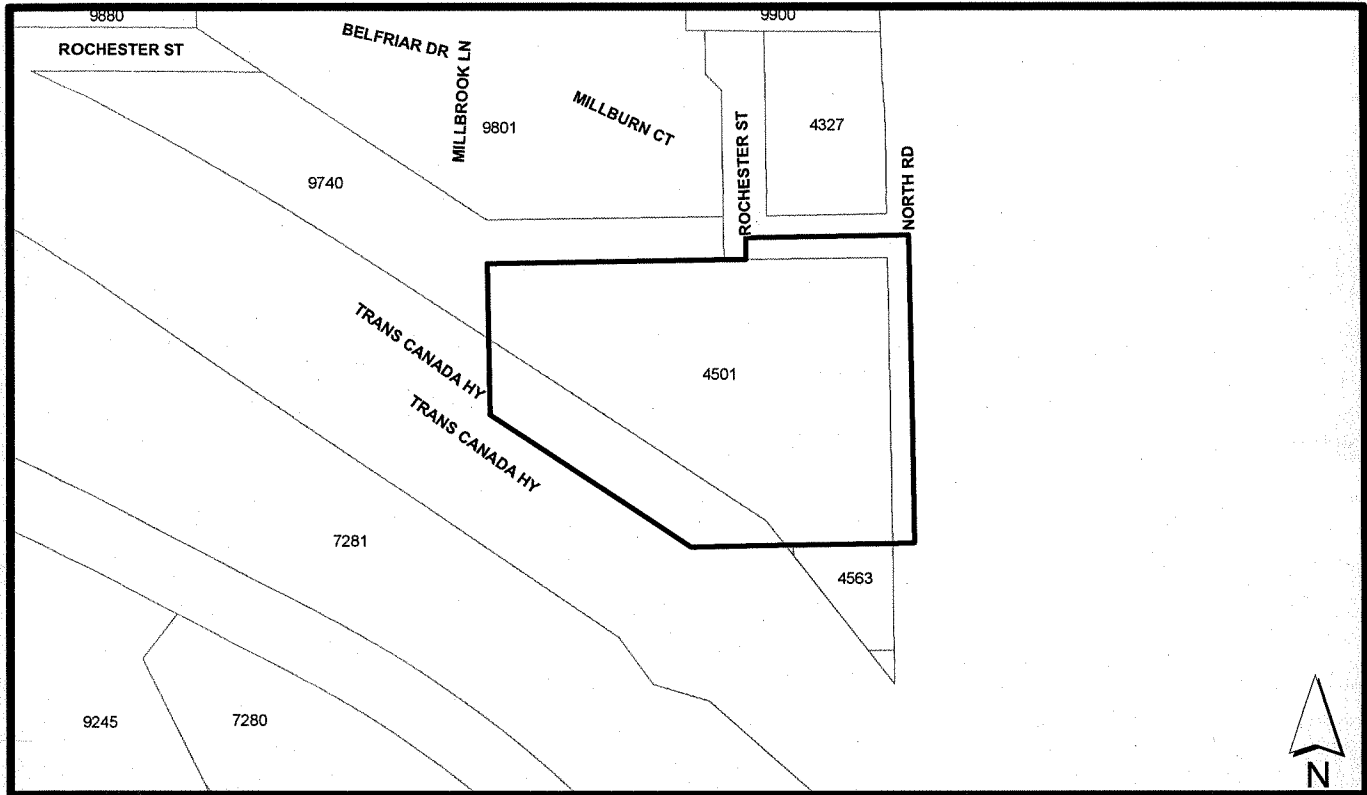 9880
9900
ROCHESTER ST
BELFRIAR DR
MILLBROOK LN
9801
MILLBURN CT
ROCHESTER ST
4327
NORTH RD
9740
TRANS CANADA HY
TRANS CANADA HY
4501
7281
4563
9245
7280
N